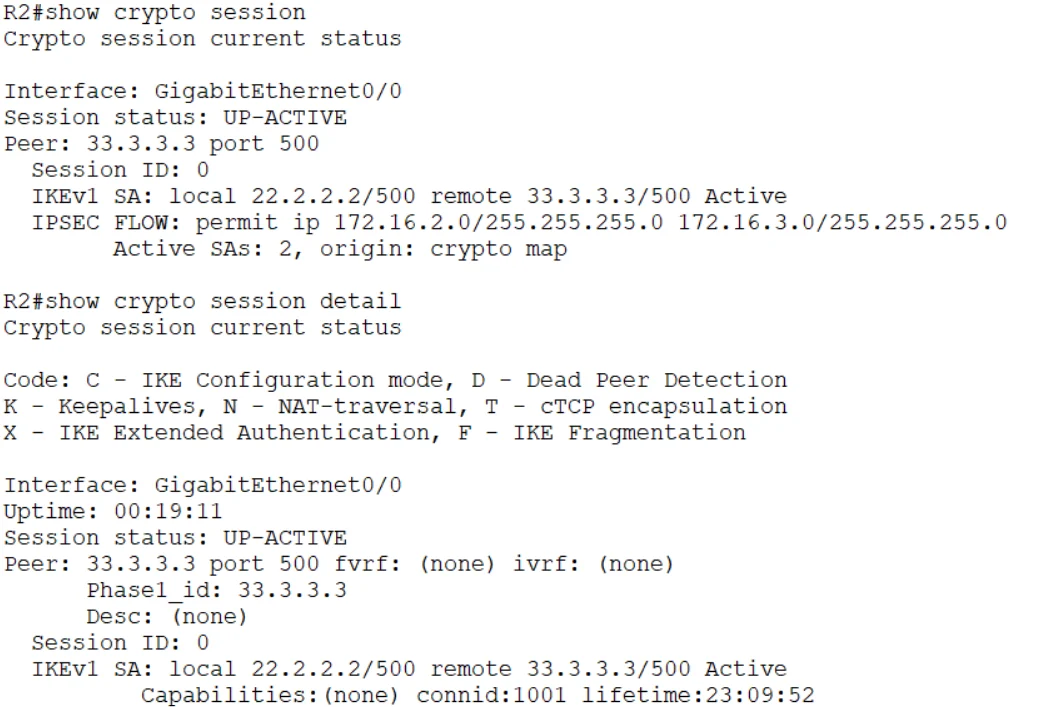 R2#show crypto session
Crypto session current status
Interface: GigabitEthernet0/0
Session status: UP-ACTIVE
Peer: 33.3.3.3 port 500
Session ID: 0
IKEv1 SA: local 22.2.2.2/500 remote 33.3.3.3/500 Active
IPSEC FLOW: permit ip 172.16.2.0/255.255.255.0 172.16.3.0/255.255.255.0
Active SAs: 2, origin: crypto map
R2#show crypto session detail
Crypto session current status
Code: C - IKE Configuration mode, D - Dead Peer Detection
K - Keepalives, N - NAT-traversal, T - cTCP encapsulation
X - IKE Extended Authentication, F - IKE Fragmentation
Interface: GigabitEthernet0/0
Uptime: 00:19:11
Session status: UP-ACTIVE
Peer: 33.3.3.3 port 500 fvrf: (none) ivrf: (none)
Phase1_id: 33.3.3.3
Desc: (none)
Session ID: 0
IKEv1 SA: local 22.2.2.2/500 remote 33.3.3.3/500 Active
Capabilities:(none) connid:1001 lifetime:23:09:52